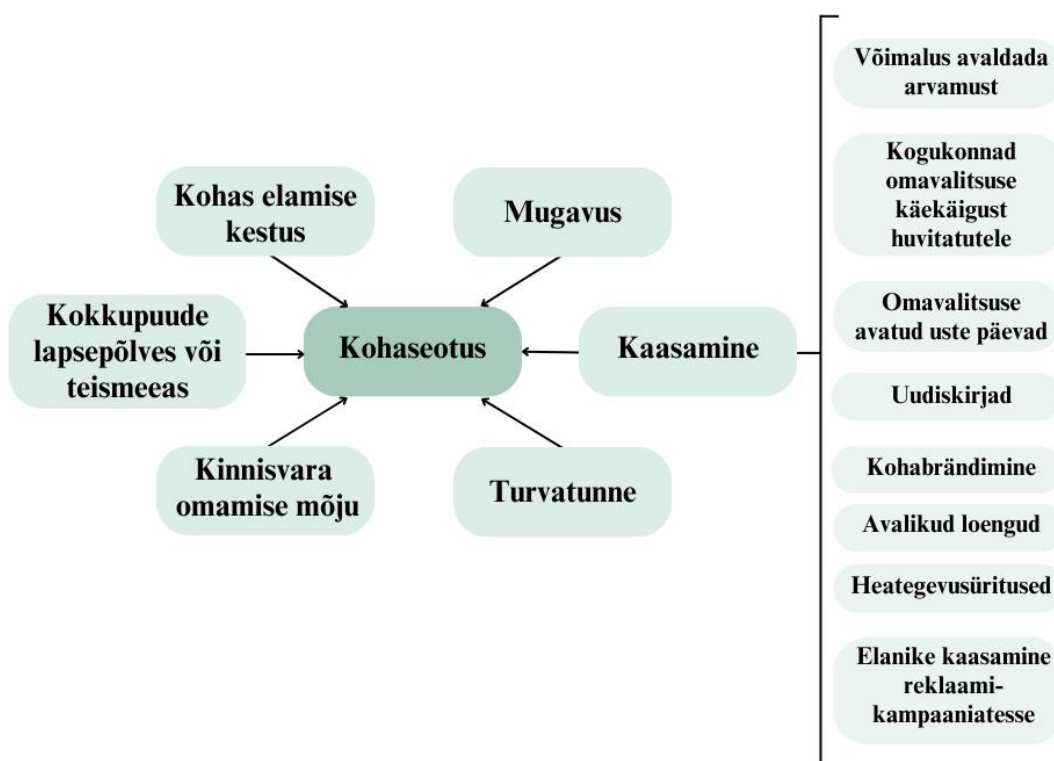 Kohas elamise
kestus
Mugavus
Kokkupuude
lapsepõlves või
teismeeas
Kohaseotus
Kaasamine
Kinnisvara
omamise mõju
Turvatunne
Võimalus avaldada
arvamust
Kogukonnad
omavalitsuse
käekäigust
huvitatutele
Omavalitsuse
avatud uste päevad
Uudiskirjad
Kohabrändimine
Avalikud loengud
Heategevusüritused
Elanike kaasamine
reklaami-
kampaaniatesse